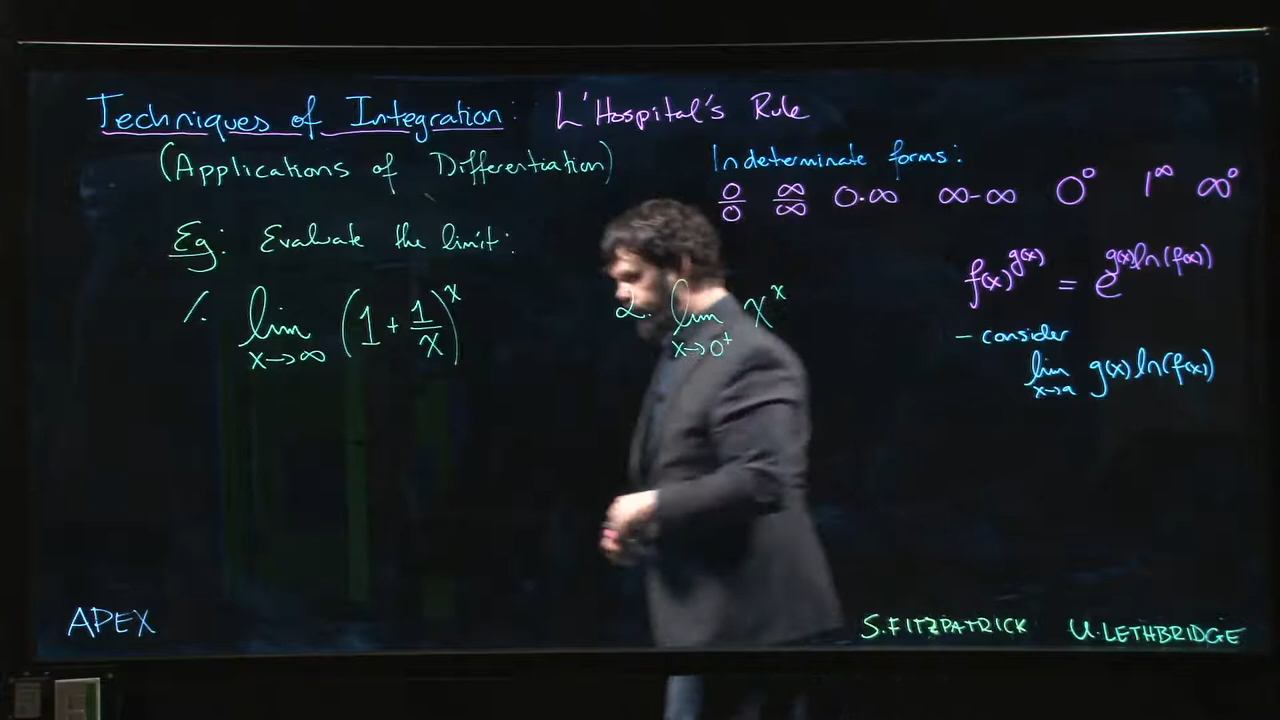 Techniques of Integration: L'Hospital's Rule
(Applications of Differentiation)
Indeterminate forms:
0/0 ∞/∞ 0·∞ ∞-∞ 0⁰ 1^∞ ∞⁰
Eg: Evaluate the limit:
f(x)^g(x) = e^g(x)ln(f(x))
1. lim x→∞ (1 + 1/x)^x
2. lim x→0⁺ x^x
- consider
lim x→a g(x)ln(f(x))
APEX
S.FITZPATRICK U.LETHBRIDGE